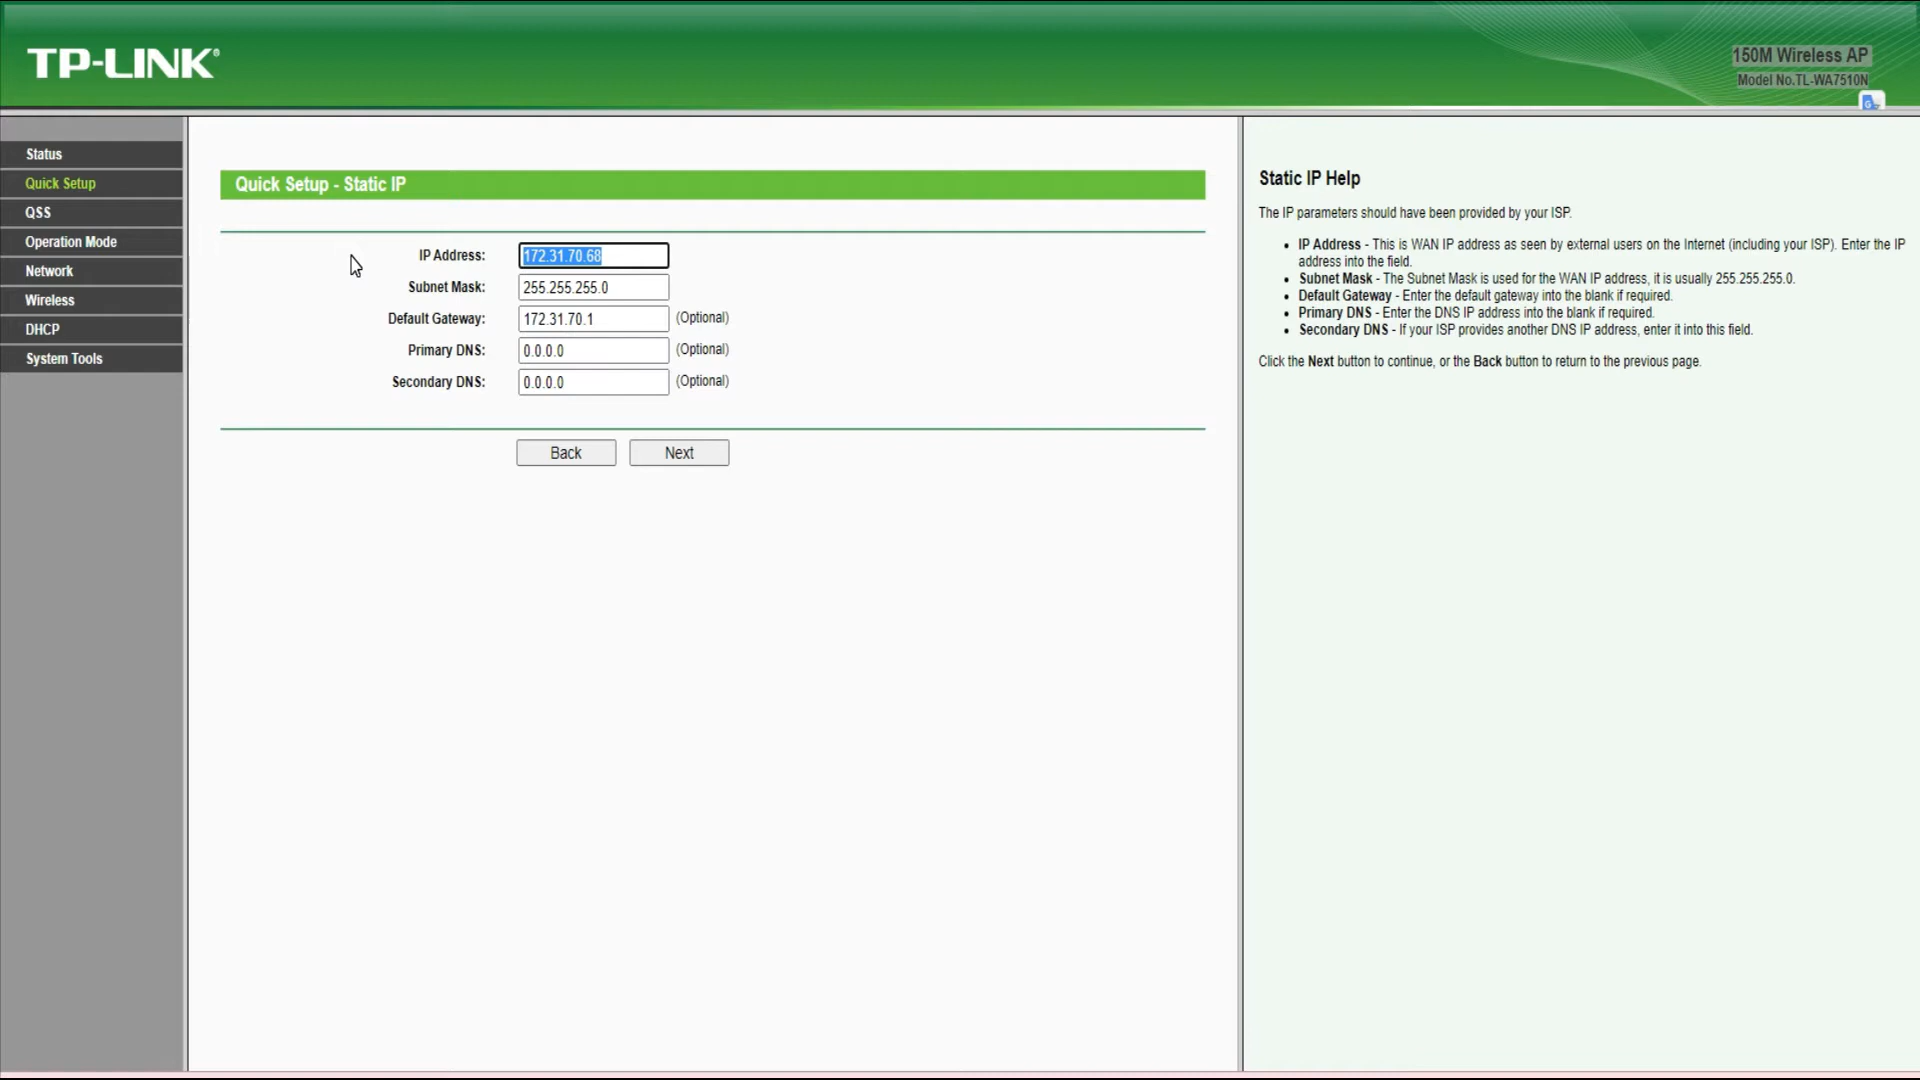 TP-LINK®
150M Wireless AP
Model No.TL-WA7510N
Status
Quick Setup
QSS
Operation Mode
Network
Wireless
DHCP
System Tools
Quick Setup - Static IP
IP Address: 172.31.70.68
Subnet Mask: 255.255.255.0
Default Gateway: 172.31.70.1 (Optional)
Primary DNS: 0.0.0.0 (Optional)
Secondary DNS: 0.0.0.0 (Optional)
Back Next
Static IP Help
The IP parameters should have been provided by your ISP.
• IP Address - This is WAN IP address as seen by external users on the Internet (including your ISP). Enter the IP
address into the field.
• Subnet Mask - The Subnet Mask is used for the WAN IP address, it is usually 255.255.255.0.
• Default Gateway - Enter the default gateway into the blank if required.
• Primary DNS - Enter the DNS IP address into the blank if required.
• Secondary DNS - If your ISP provides another DNS IP address, enter it into this field.
Click the Next button to continue, or the Back button to return to the previous page.